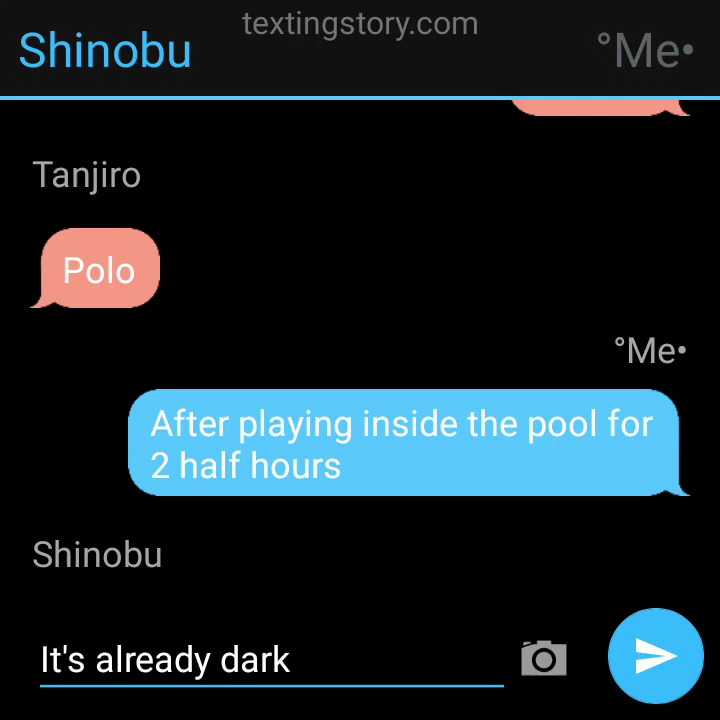 textingstory.com
Shinobu
°Me•
Tanjiro
Polo
°Me•
After playing inside the pool for
2 half hours
Shinobu
It's already dark